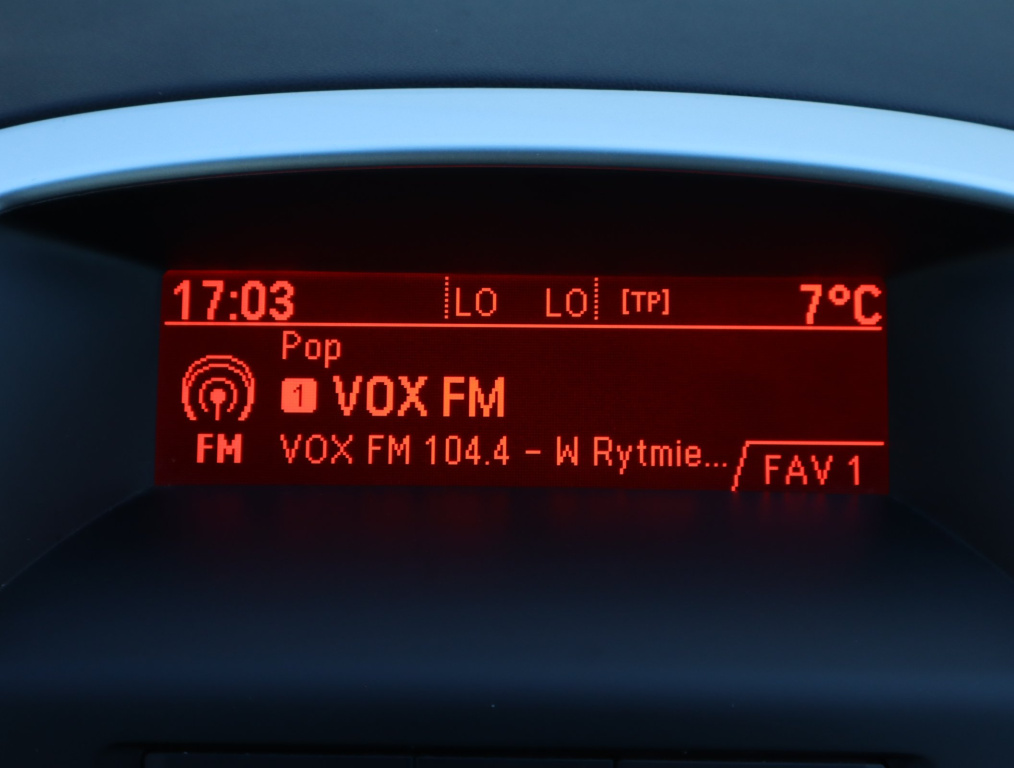 17:03 LO LO [TP] 7°C
Pop
1 VOX FM
FM VOX FM 104.4 - W Rytmie...
FAV 1